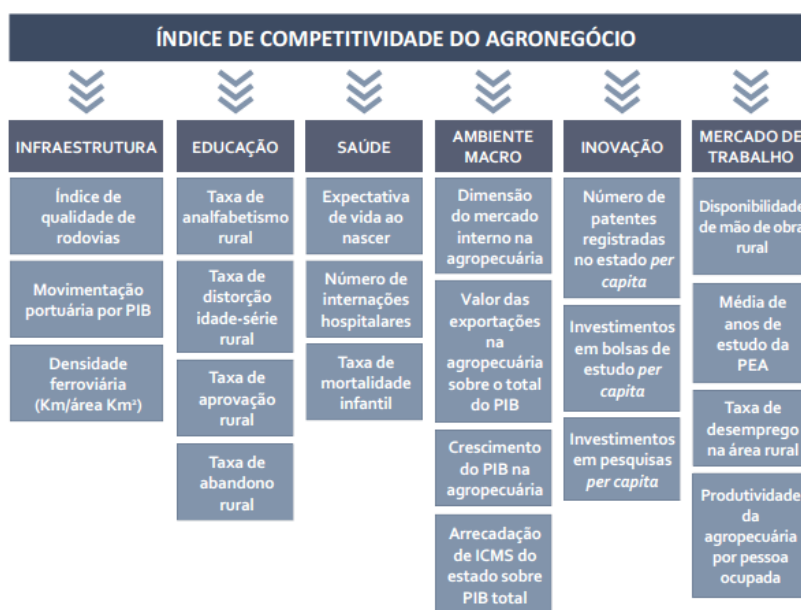 ÍNDICE DE COMPETITIVIDADE DO AGRONEGÓCIO
INFRAESTRUTURA
Índice de
qualidade de
rodovias
Movimentação
portuária por PIB
Densidade
ferroviária
(Km/área Km²)
EDUCAÇÃO
Taxa de
analfabetismo
rural
Taxa de
distorção
idade-série
rural
Taxa de
aprovação
rural
Taxa de
abandono
rural
SAÚDE
Expectativa
de vida ao
nascer
Número de
internações
hospitalares
Taxa de
mortalidade
infantil
AMBIENTE
MACRO
Dimensão
do mercado
interno na
agropecuária
Valor das
exportações
na
agropecuária
sobre o total
do PIB
Crescimento
do PIB na
agropecuária
Arrecadação
de ICMS do
estado sobre
PIB total
INOVAÇÃO
Número de
patentes
registradas
no estado per
capita
Investimentos
em bolsas de
estudo per
capita
Investimentos
em pesquisas
per capita
MERCADO DE
TRABALHO
Disponibilidade
de mão de obra
rural
Média de
anos de
estudo da
PEA
Taxa de
desemprego
na área rural
Produtividade
da
agropecuária
por pessoa
ocupada